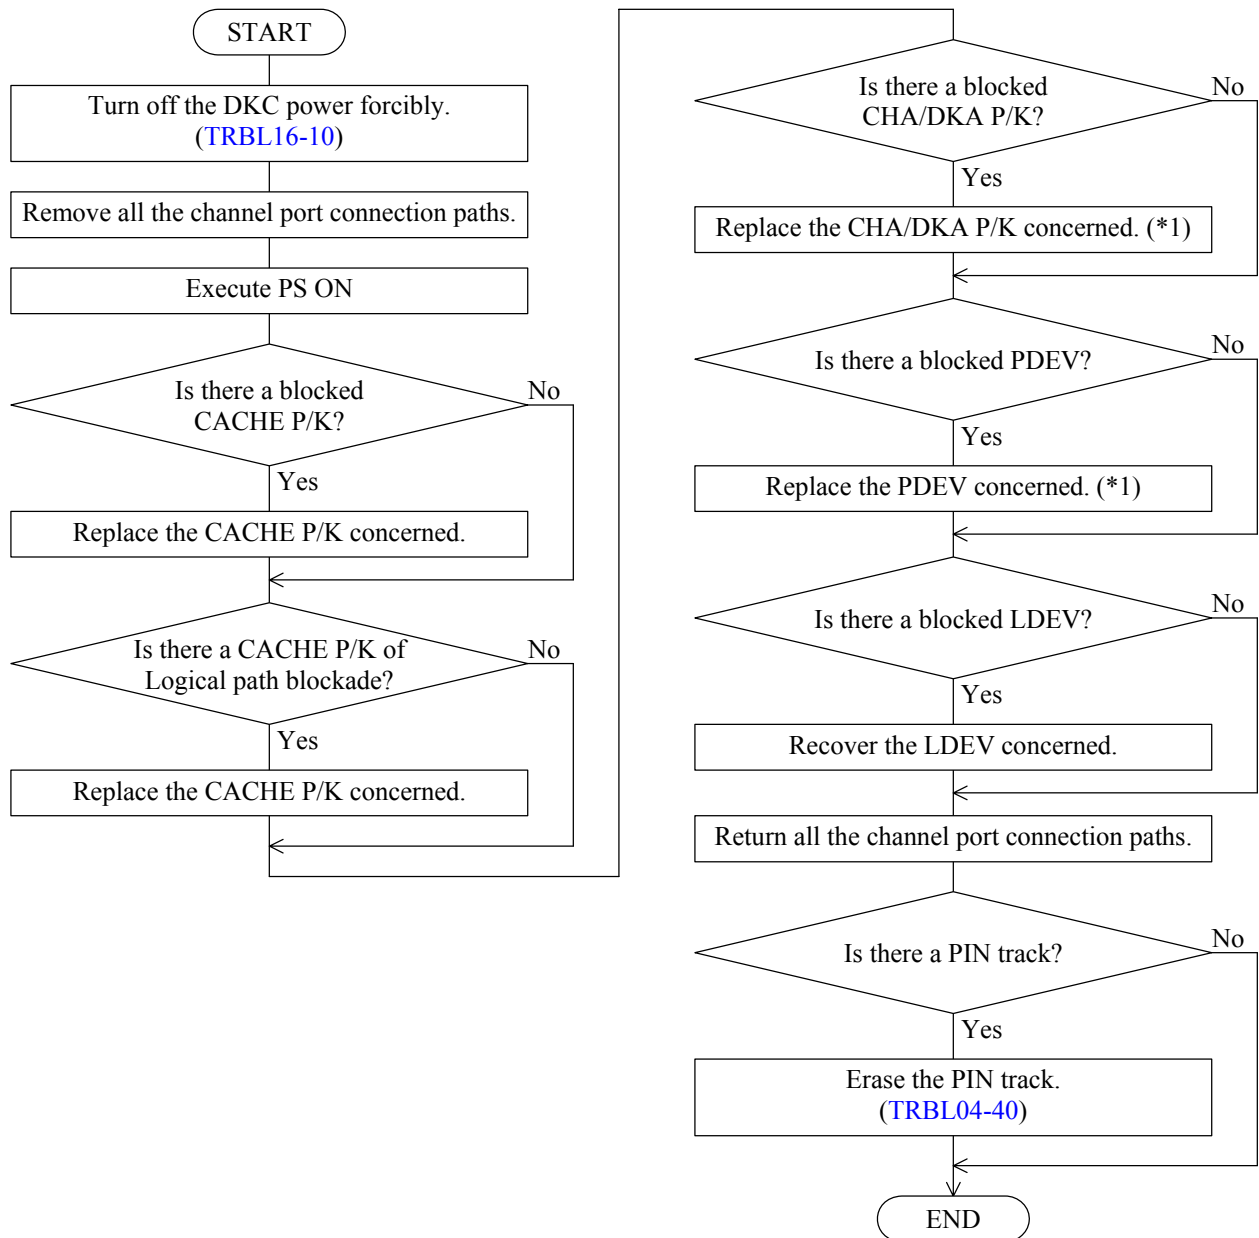 START
Turn off the DKC power forcibly.
(TRBL16-10)
Remove all the channel port connection paths.
Execute PS ON
Is there a blocked
CACHE P/K?
No
Yes
Replace the CACHE P/K concerned.
Is there a CACHE P/K of
Logical path blockade?
No
Yes
Replace the CACHE P/K concerned.
Is there a blocked
CHA/DKA P/K?
No
Yes
Replace the CHA/DKA P/K concerned. (*1)
Is there a blocked PDEV?
No
Yes
Replace the PDEV concerned. (*1)
Is there a blocked LDEV?
No
Yes
Recover the LDEV concerned.
Return all the channel port connection paths.
Is there a PIN track?
No
Yes
Erase the PIN track.
(TRBL04-40)
END